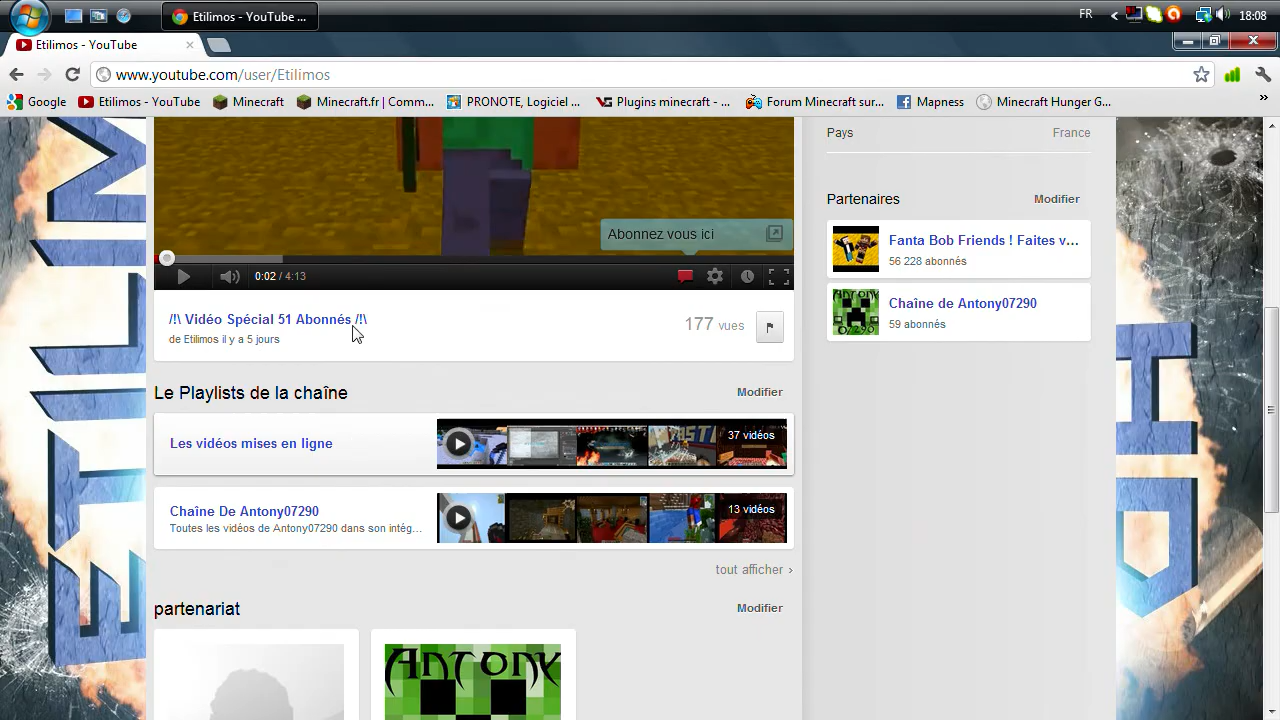 Etilimos - YouTube ...
FR
18:08
Etilimos - YouTube
www.youtube.com/user/Etilimos
Google
Etilimos - YouTube
Minecraft
Minecraft.fr | Comm...
PRONOTE, Logiciel ...
Plugins minecraft - ...
Forum Minecraft sur...
Mapness
Minecraft Hunger G...
»
Pays
France
Abonnez vous ici
0:02 / 4:13
/!\ Vidéo Spécial 51 Abonnés /!\
de Etilimos il y a 5 jours
177 vues
Partenaires
Modifier
Fanta Bob Friends ! Faites v...
56 228 abonnés
Chaîne de Antony07290
59 abonnés
ANTONY
07290
Le Playlists de la chaîne
Modifier
Les vidéos mises en ligne
37 vidéos
Chaîne De Antony07290
Toutes les vidéos de Antony07290 dans son intég...
13 vidéos
tout afficher ›
partenariat
Modifier
ANTONY